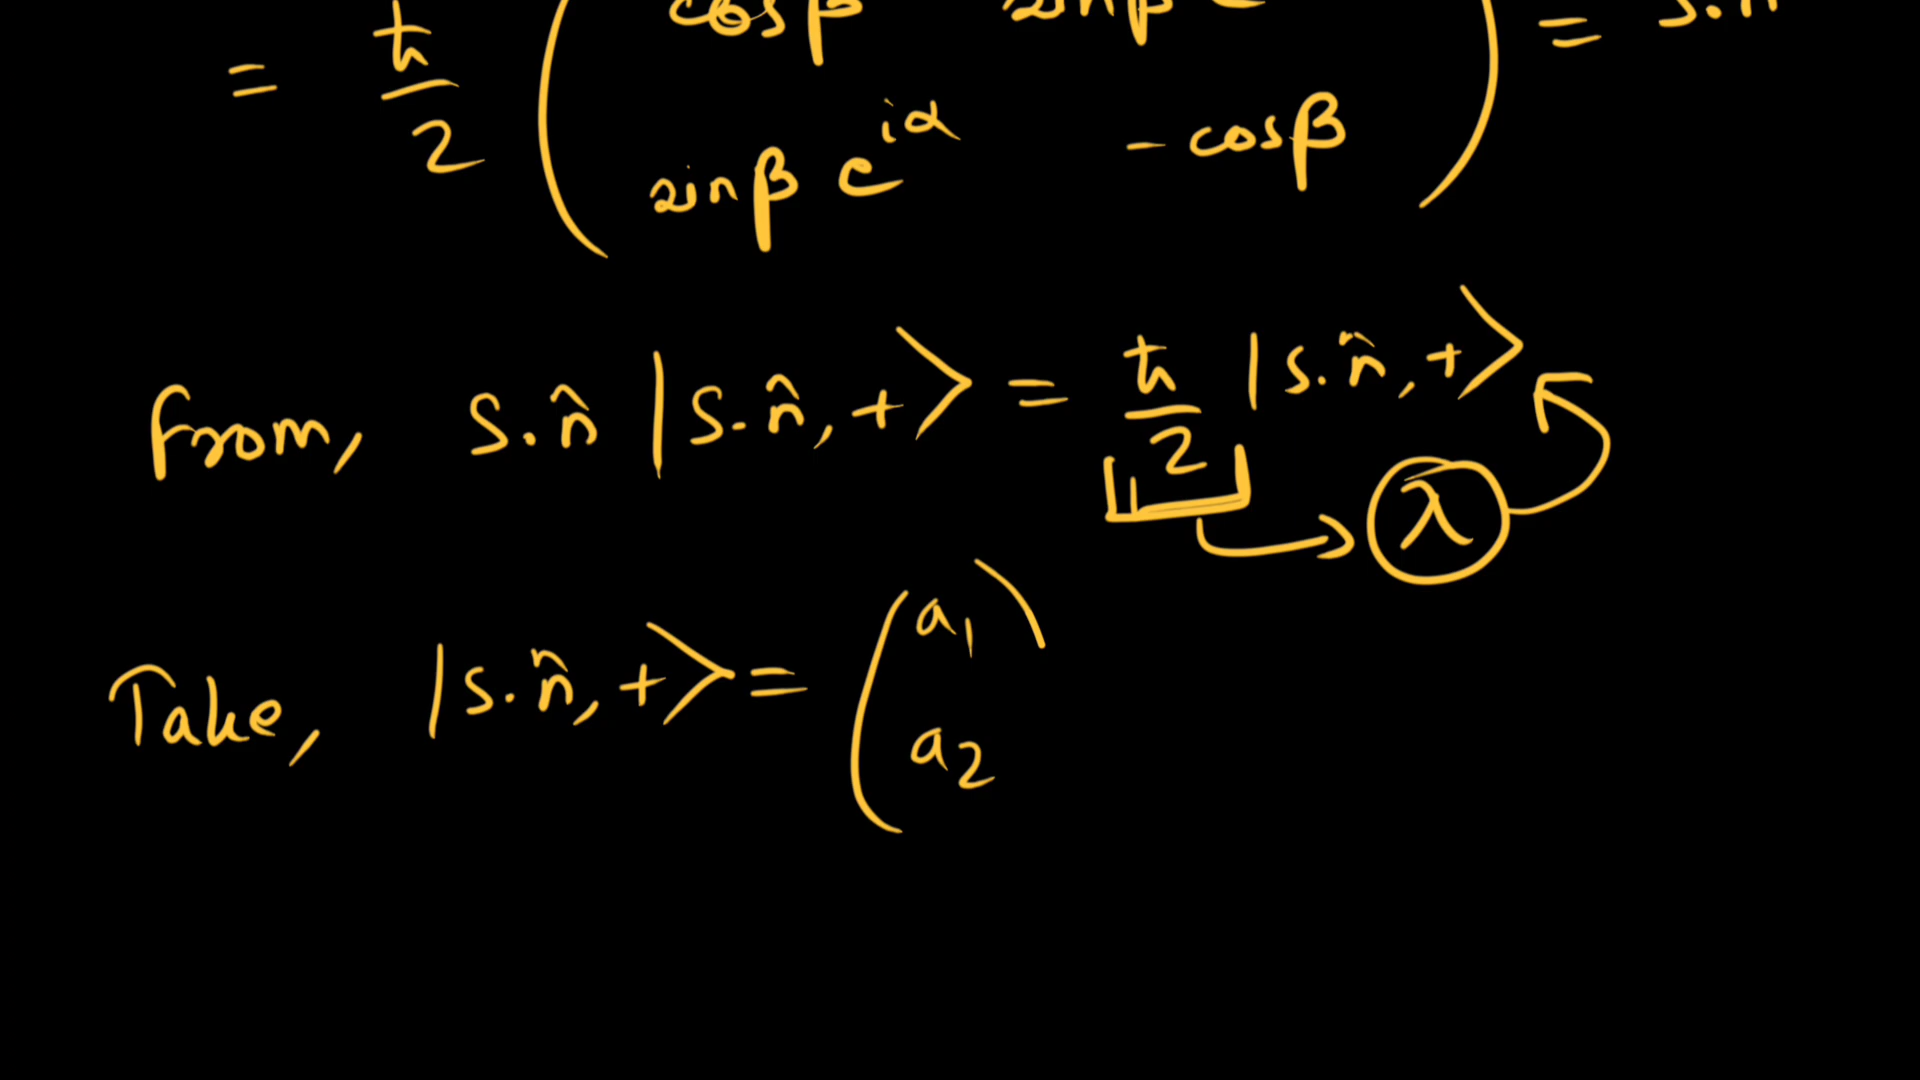 = ħ/2 ( cosβ sinβ e
sinβ e^{iα} -cosβ ) = S.n
From, S.n̂ |S.n̂,+> = ħ/2 |S.n̂,+>
λ
Take, |S.n̂,+> = ( a₁ )
a₂